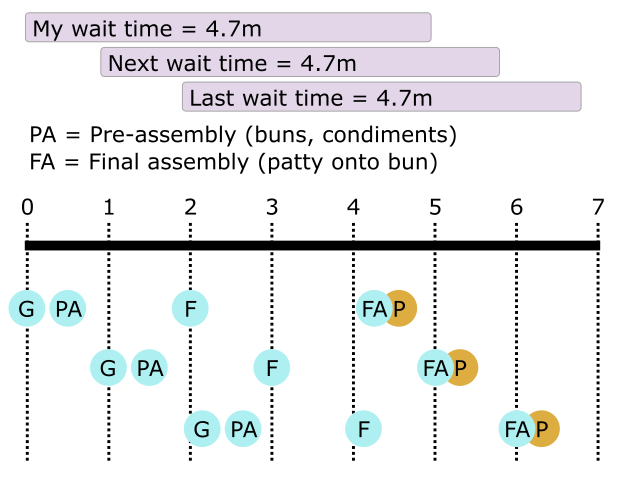 My wait time = 4.7m
Next wait time = 4.7m
Last wait time = 4.7m
PA = Pre-assembly (buns, condiments)
FA = Final assembly (patty onto bun)
0 1 2 3 4 5 6 7
G PA F FA P
G PA F FA P
G PA F FA P